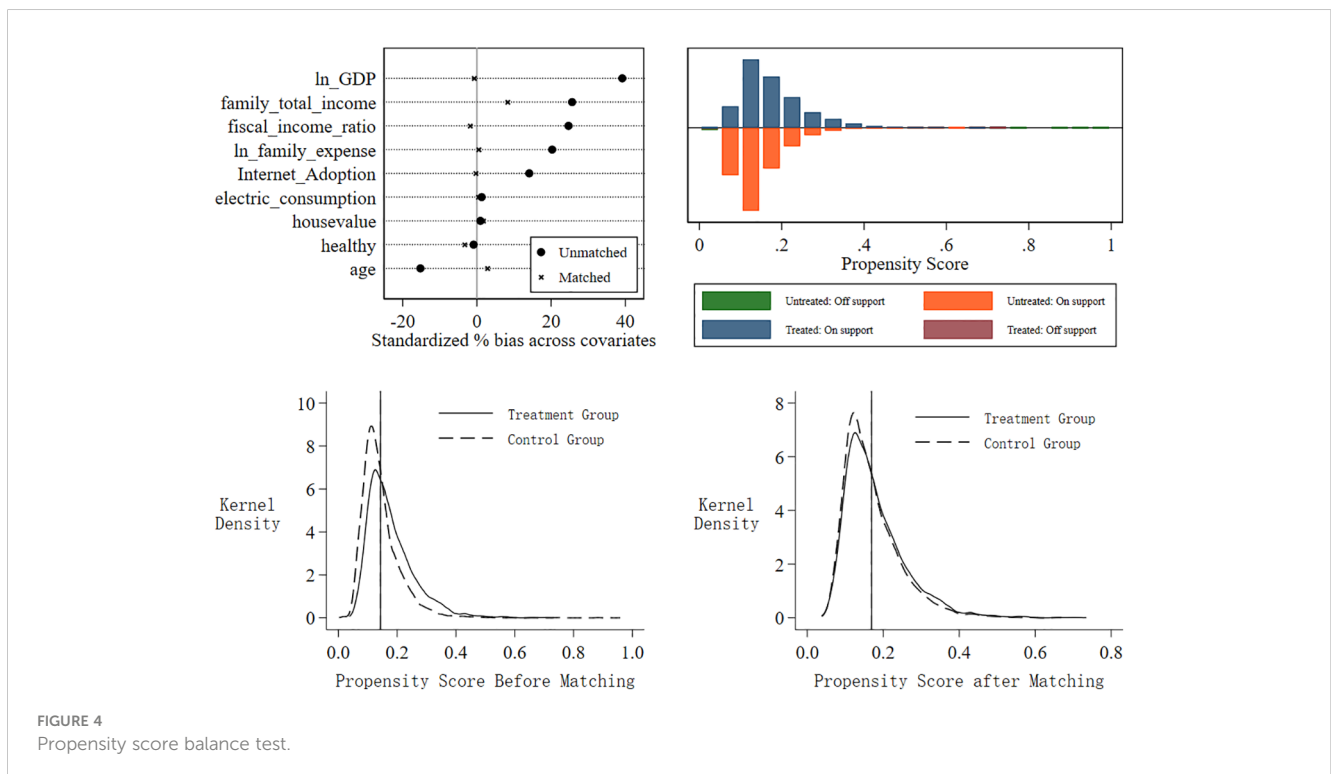 ln_GDP
family_total_income
fiscal_income_ratio
ln_family_expense
Internet_Adoption
electric_consumption
housevalue
healthy
age
Unmatched
Matched
-20 0 20 40
Standardized % bias across covariates
0 .2 .4 .6 .8 1
Propensity Score
Untreated: Off support Untreated: On support
Treated: On support Treated: Off support
10
8
6
4
2
0
Kernel
Density
Treatment Group
Control Group
0.0 0.2 0.4 0.6 0.8 1.0
Propensity Score Before Matching
8
6
4
2
0
Kernel
Density
Treatment Group
Control Group
0.0 0.2 0.4 0.6 0.8
Propensity Score after Matching
FIGURE 4
Propensity score balance test.